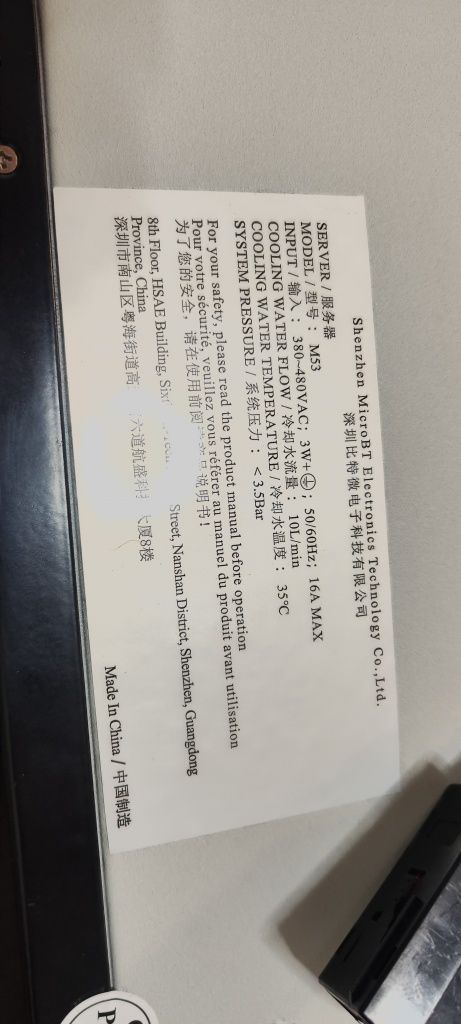 Shenzhen MicroBT Electronics Technology Co.,Ltd.
深圳比特微电子科技有限公司
SERVER / 服务器
MODEL / 型号： M53
INPUT / 输入： 380~480VAC； 3W+⏚； 50/60Hz； 16A MAX
COOLING WATER FLOW / 冷却水流量： 10L/min
COOLING WATER TEMPERATURE / 冷却水温度： 35℃
SYSTEM PRESSURE / 系统压力： < 3.5Bar
For your safety, please read the product manual before operation
Pour votre sécurité, veuillez vous référer au manuel du produit avant utilisation
为了您的安全，请在使用前阅 说明书！
8th Floor, HSAE Building, Street, Nanshan District, Shenzhen, Guangdong
Province, China
深圳市南山区粤海街道高 六道航盛科 大厦8楼
Made In China / 中国制造
P